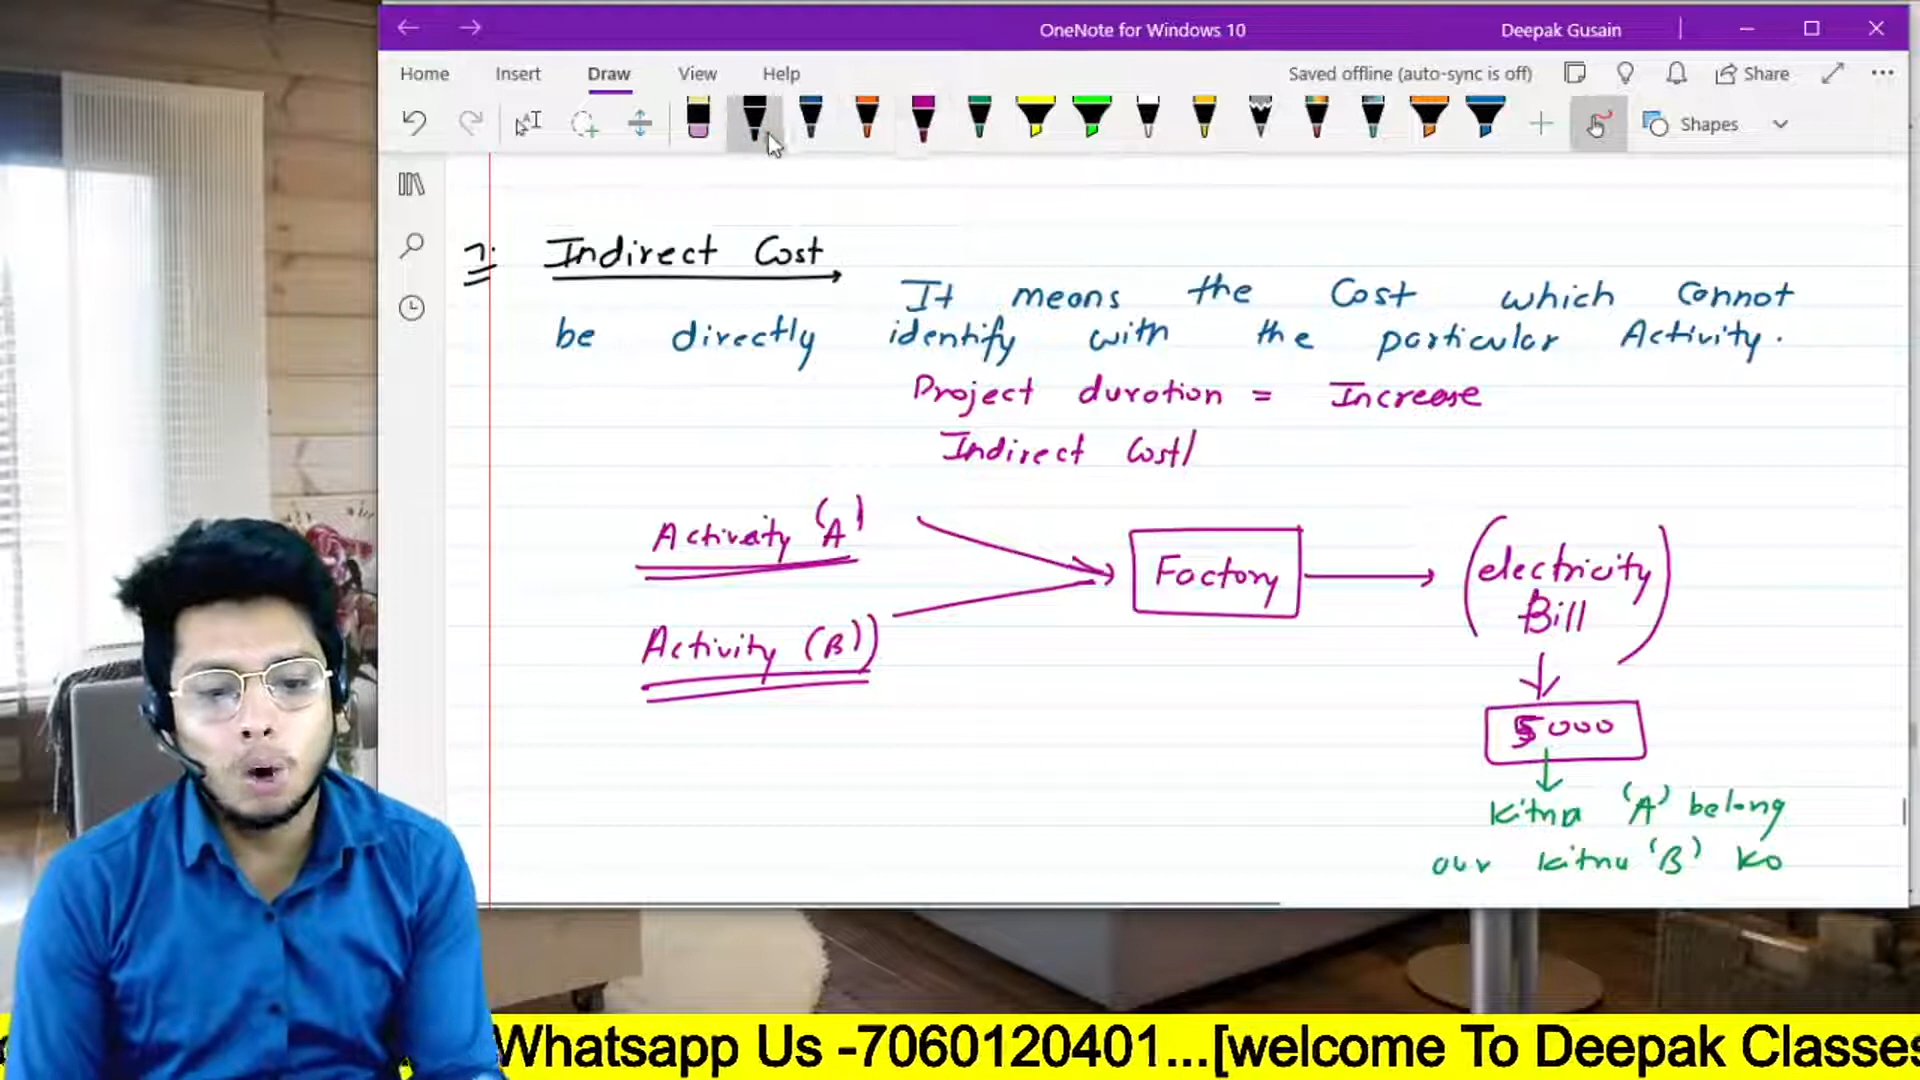 OneNote for Windows 10
Deepak Gusain
Home Insert Draw View Help
Saved offline (auto-sync is off)
Share
Shapes
7. Indirect Cost
It means the Cost which cannot
be directly identify with the particular Activity.
Project duration = Increase
Indirect Cost
Activity (A)
Activity (B)
Factory
(electricity
Bill)
5000
Kitna 'A' belong
aur kitna 'B' ko
Whatsapp Us -7060120401...[welcome To Deepak Classes